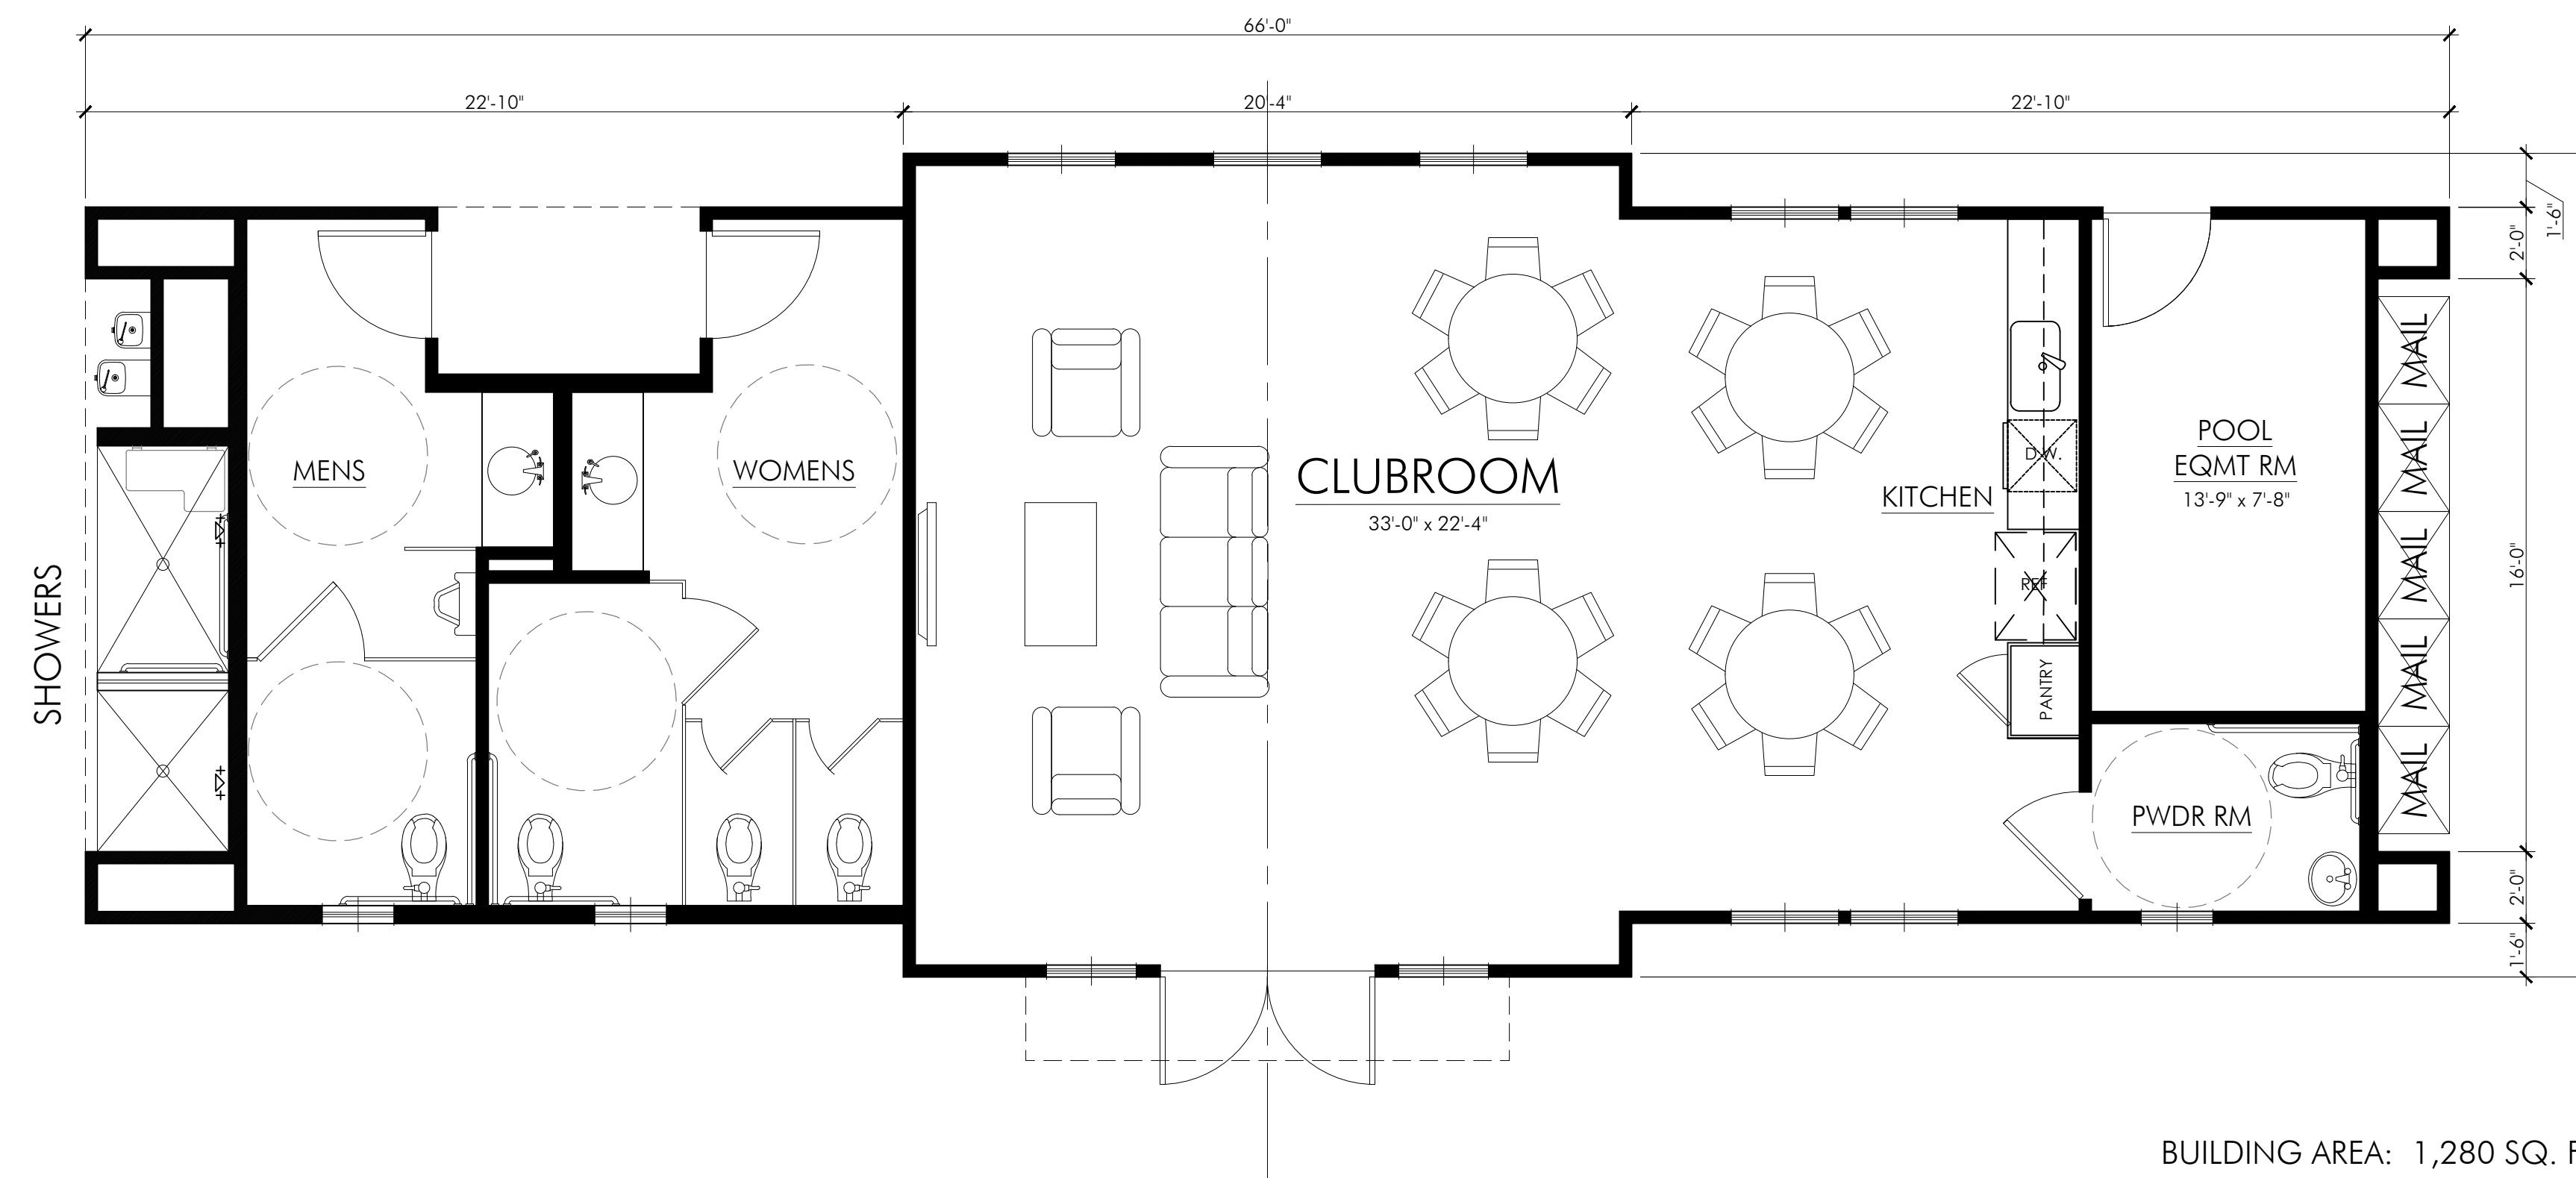 66'-0"
22'-10"
20'-4"
22'-10"
1'-6"
2'-0"
16'-0"
2'-0"
1'-6"
SHOWERS
MENS
WOMENS
CLUBROOM
33'-0" x 22'-4"
KITCHEN
D.W.
REF
PANTRY
POOL
EQMT RM
13'-9" x 7'-8"
PWDR RM
MAIL
MAIL
MAIL
MAIL
MAIL
BUILDING AREA: 1,280 SQ. F